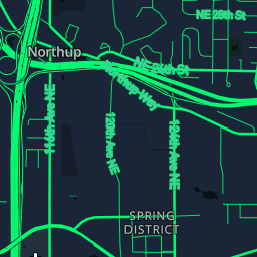 NE 28th St
Northup
NE 24th St
Northup Way
114th Ave NE
120th Ave NE
124th Ave NE
SPRING
DISTRICT